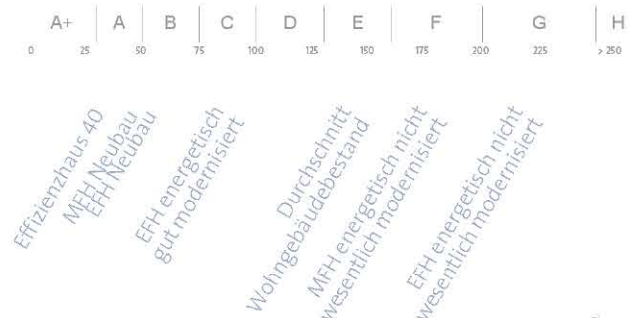 A+ A B C D E F G H
0 25 50 75 100 125 150 175 200 225 > 250
Effizienzhaus 40
MFH Neubau
EFH Neubau
EFH energetisch
gut modernisiert
Durchschnitt
Wohngebäudebestand
MFH energetisch nicht
wesentlich modernisiert
EFH energetisch nicht
wesentlich modernisiert